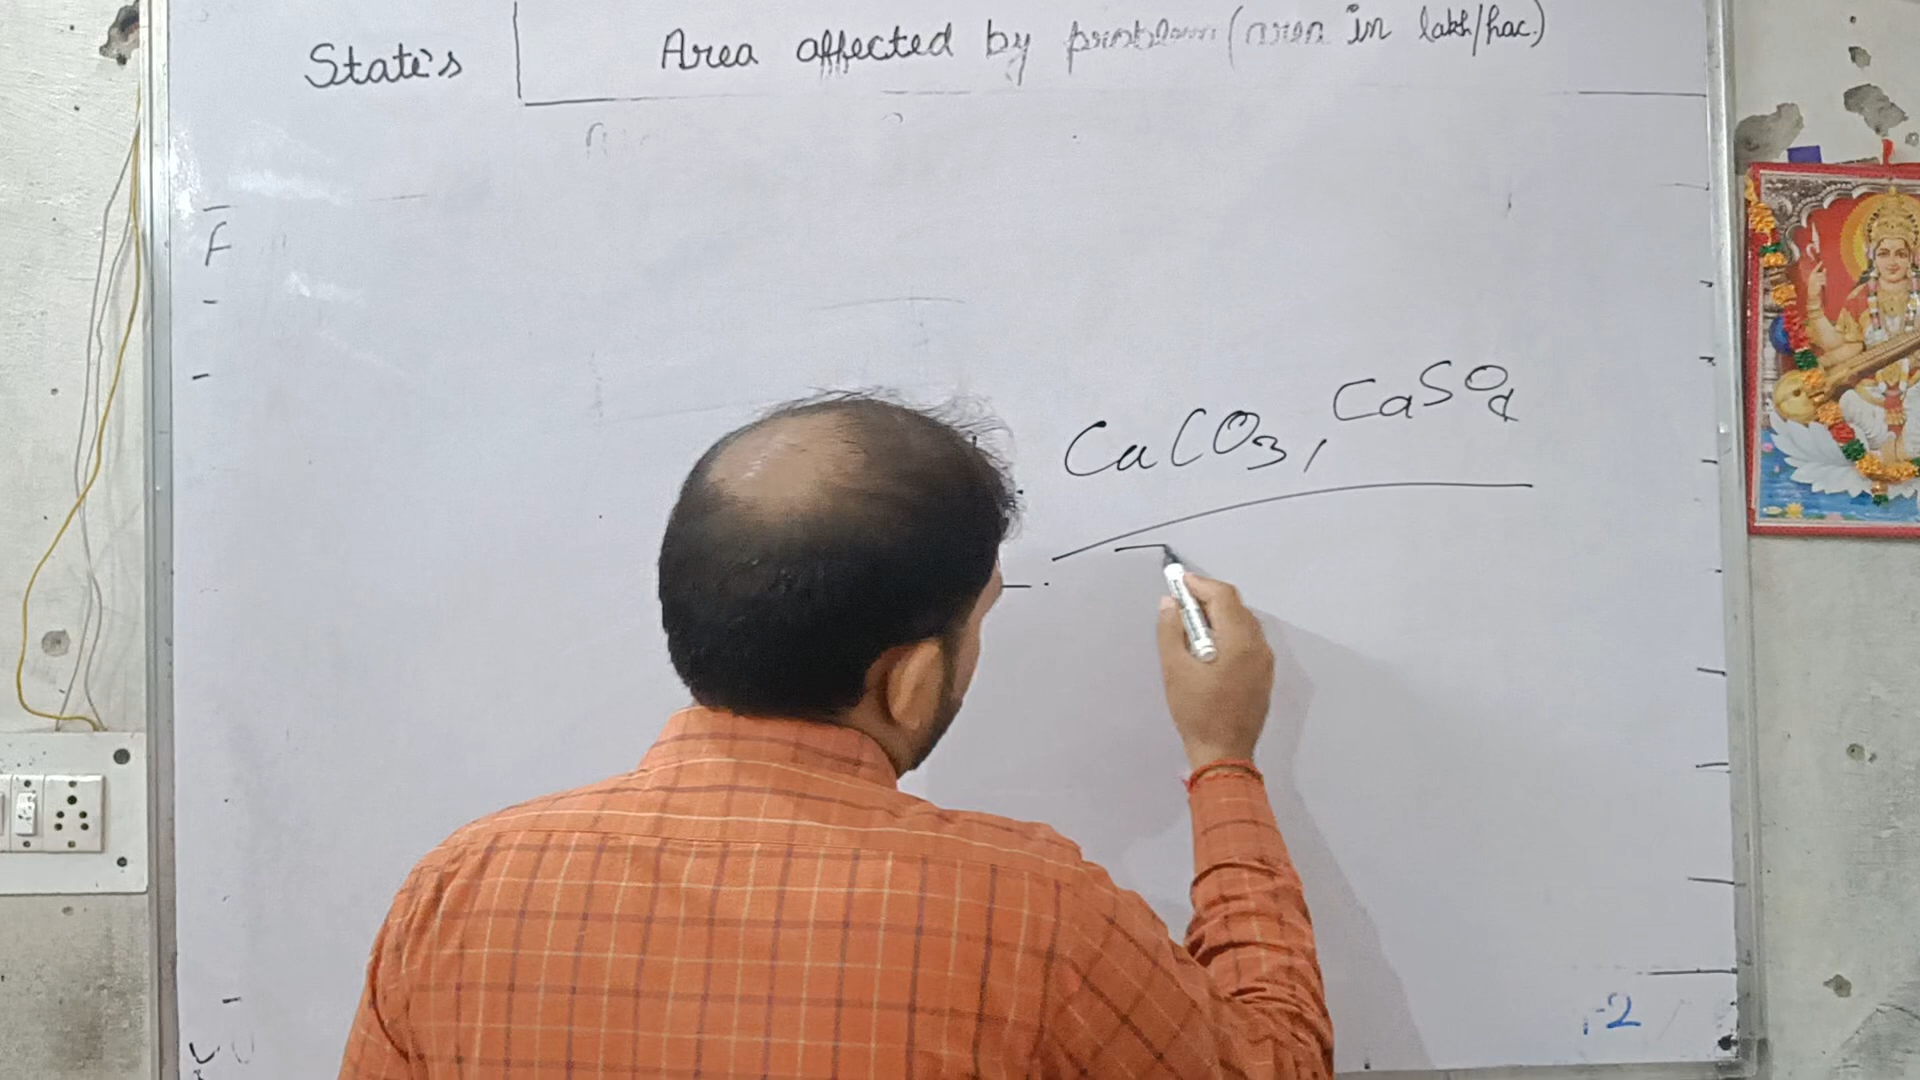 State's
Area affected by problem (area in lakh/hac.)
CaCO3, CaSO4
-2